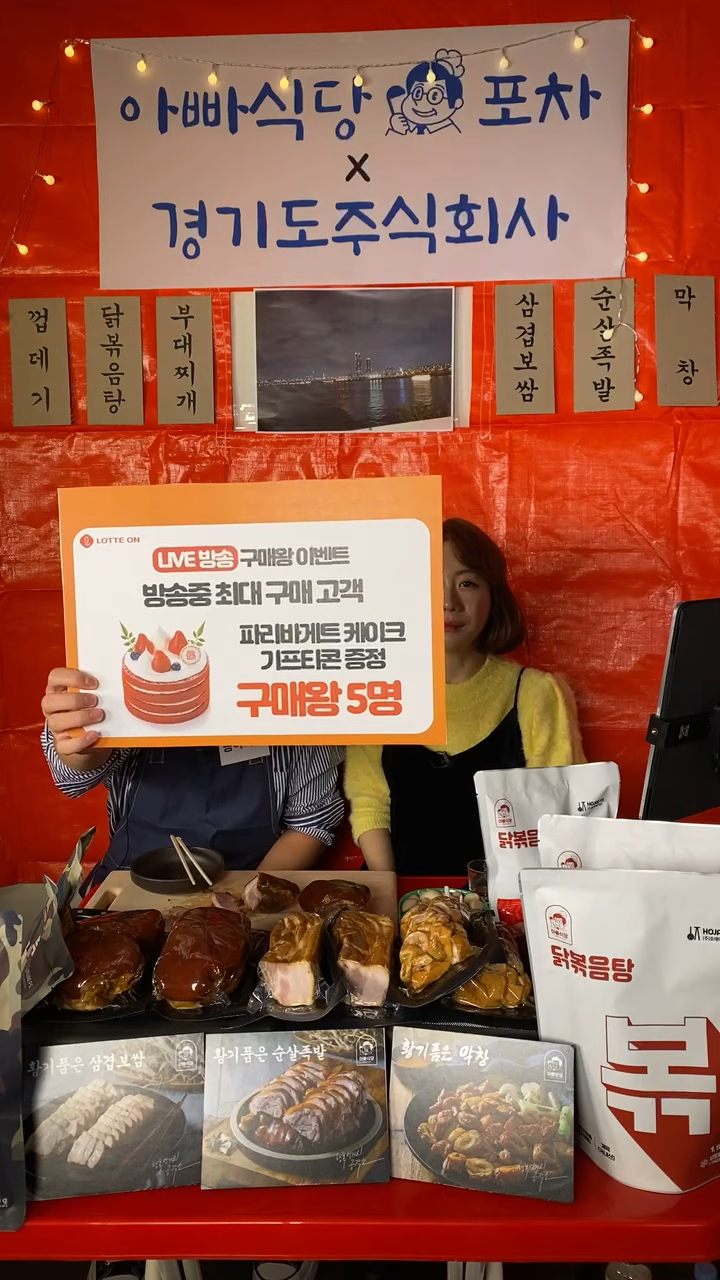 아빠식당 포차
x
경기도주식회사
껍데기
닭볶음탕
부대찌개
삼겹보쌈
순살족발
막창
LOTTE ON
LIVE 방송 구매왕 이벤트
방송중 최대 구매 고객
파리바게트 케이크
기프티콘 증정
구매왕 5명
닭볶음
닭볶음탕
볶
황기품은 삼겹보쌈
황기품은 순살족발
황기품은 막창